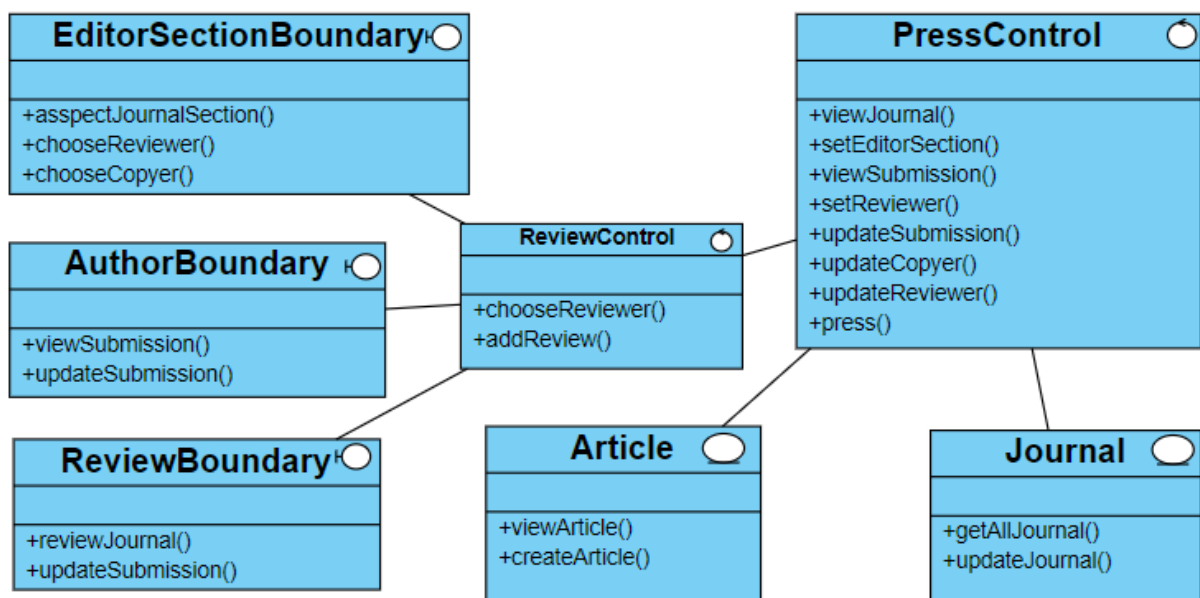 EditorSectionBoundary
+asspectJournalSection()
+chooseReviewer()
+chooseCopyer()
AuthorBoundary
+viewSubmission()
+updateSubmission()
ReviewBoundary
+reviewJournal()
+updateSubmission()
ReviewControl
+chooseReviewer()
+addReview()
PressControl
+viewJournal()
+setEditorSection()
+viewSubmission()
+setReviewer()
+updateSubmission()
+updateCopyer()
+updateReviewer()
+press()
Article
+viewArticle()
+createArticle()
Journal
+getAllJournal()
+updateJournal()